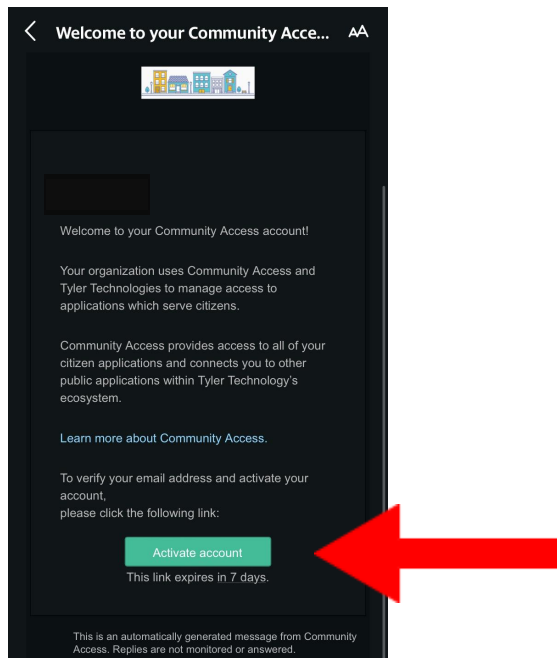 Welcome to your Community Acce... AA
Welcome to your Community Access account!
Your organization uses Community Access and
Tyler Technologies to manage access to
applications which serve citizens.
Community Access provides access to all of your
citizen applications and connects you to other
public applications within Tyler Technology's
ecosystem.
Learn more about Community Access.
To verify your email address and activate your
account,
please click the following link:
Activate account
This link expires in 7 days.
This is an automatically generated message from Community
Access. Replies are not monitored or answered.